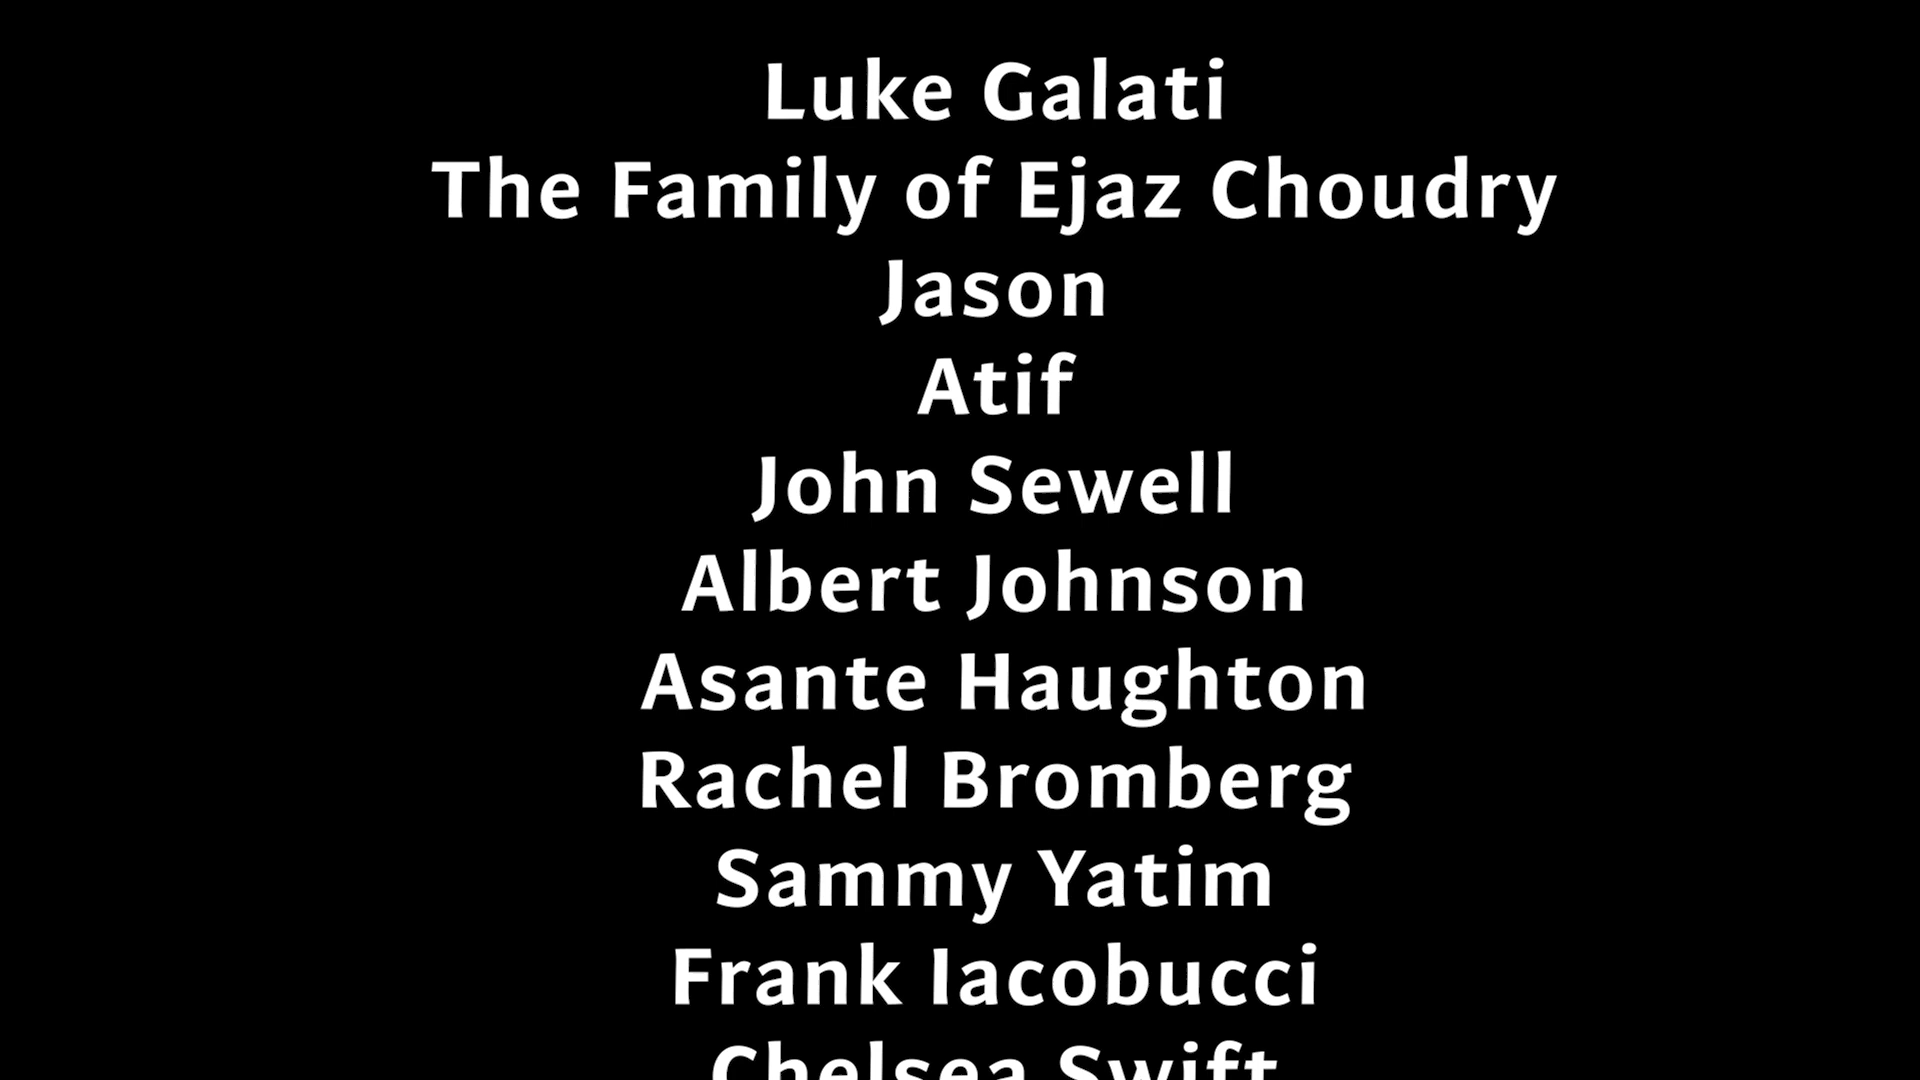 Luke Galati
The Family of Ejaz Choudry
Jason
Atif
John Sewell
Albert Johnson
Asante Haughton
Rachel Bromberg
Sammy Yatim
Frank Iacobucci
Chelsea Swift